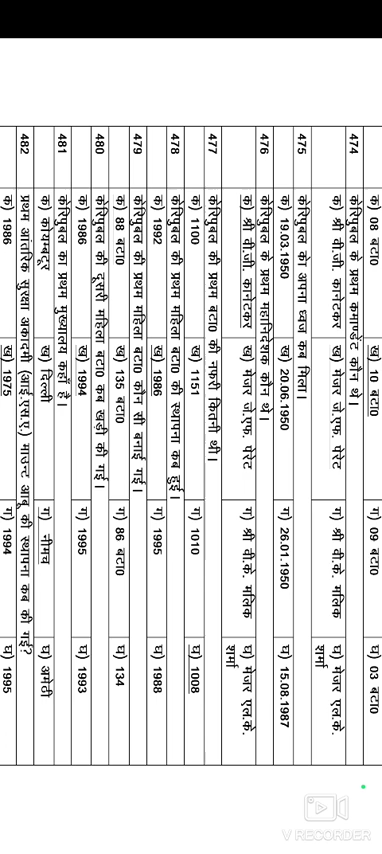 क) 08 बटा0 ख) 10 बटा0 ग) 09 बटा0 घ) 03 बटा0
474 केरिपुबल के प्रथम कमाण्डेंट कौन थे।
क) श्री वी.जी. कानेटकर ख) मेजर जे.एफ. पेरेट ग) श्री वी.के. मलिक घ) मेजर एल.के.
शर्मा
475 केरिपुबल को अपना ध्वज कब मिला।
क) 19.03.1950 ख) 20.06.1950 ग) 26.01.1950 घ) 15.08.1987
476 केरिपुबल के प्रथम महानिदेशक कौन थे।
क) श्री वी.जी. कानेटकर ख) मेजर जे.एफ. पेरेट ग) श्री वी.के. मलिक घ) मेजर एल.के.
शर्मा
477 केरिपुबल की प्रथम बटा0 की नफरी कितनी थी।
क) 1100 ख) 1151 ग) 1010 घ) 1008
478 केरिपुबल की प्रथम महिला बटा0 की स्थापना कब हुई।
क) 1992 ख) 1986 ग) 1995 घ) 1988
479 केरिपुबल की प्रथम महिला बटा0 कौन सी बनाई गई।
क) 88 बटा0 ख) 135 बटा0 ग) 86 बटा0 घ) 134
480 केरिपुबल की दूसरी महिला बटा0 कब खड़ी की गई।
क) 1986 ख) 1994 ग) 1995 घ) 1993
481 केरिपुबल का प्रथम मुख्यालय कहाँ है।
क) कोयम्बटूर ख) दिल्ली ग) नीमच घ) अमेठी
482 प्रथम आंतरिक सुरक्षा अकादमी (आई.एस.ए.) माउन्ट आबू की स्थापना कब की गई?
क) 1986 ख) 1975 ग) 1994 घ) 1995
V RECORDER